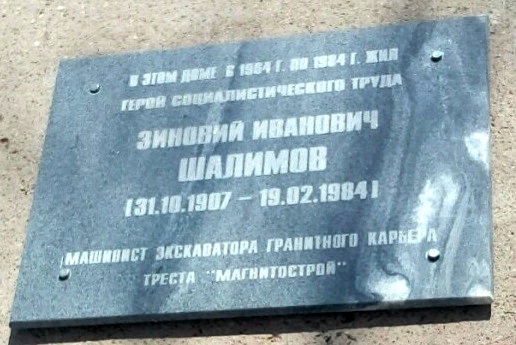 В ЭТОМ ДОМЕ С 1964 Г. ПО 1984 Г. ЖИЛ
ГЕРОЙ СОЦИАЛИСТИЧЕСКОГО ТРУДА
ЗИНОВИЙ ИВАНОВИЧ
ШАЛИМОВ
(31.10.1907 – 19.02.1984)
МАШИНИСТ ЭКСКАВАТОРА ГРАНИТНОГО КАРЬЕРА
ТРЕСТА "МАГНИТОСТРОЙ"